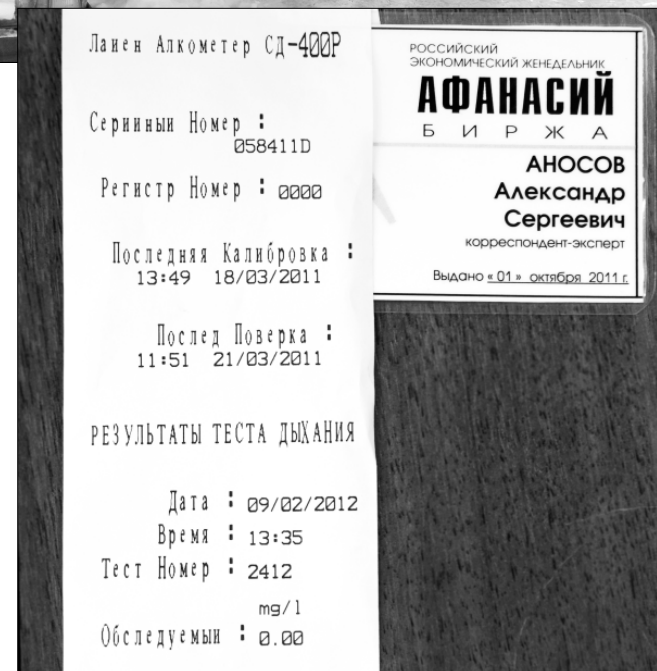 Лаиен Алкометер СД-400Р
Серииныи Номер :
058411D
Регистр Номер : 0000
Последняя Калибровка :
13:49 18/03/2011
Послед Поверка :
11:51 21/03/2011
РЕЗУЛЬТАТЫ ТЕСТА ДЫХАНИЯ
Дата : 09/02/2012
Время : 13:35
Тест Номер : 2412
mg/l
Обследуемыи : 0.00
РОССИЙСКИЙ
ЭКОНОМИЧЕСКИЙ ЖЕНЕДЕЛЬНИК
АФАНАСИЙ
БИРЖА
АНОСОВ
Александр
Сергеевич
корреспондент-эксперт
Выдано « 01 » октября 2011 г.